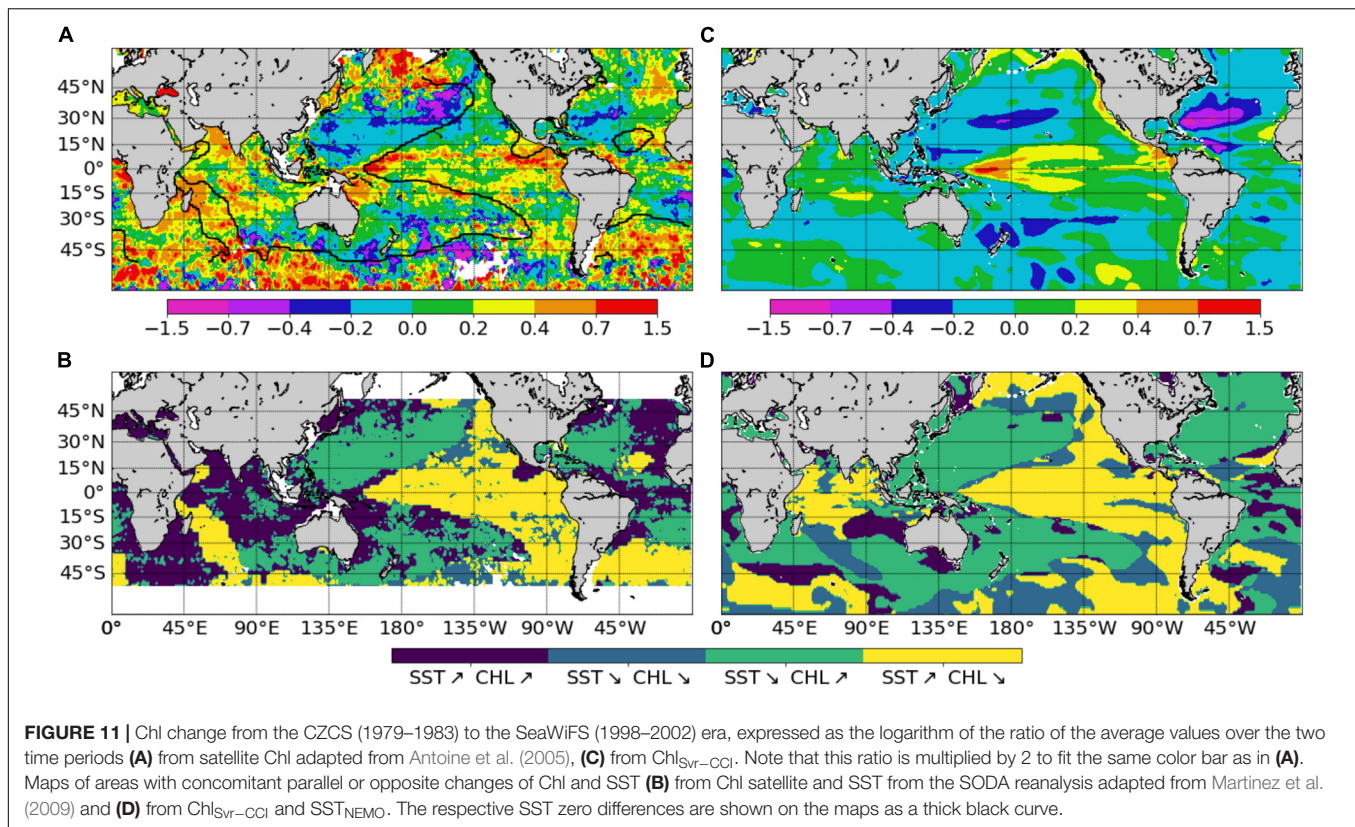 A
C
45°N
30°N
15°N
0°
15°S
30°S
45°S
−1.5 −0.7 −0.4 −0.2 0.0 0.2 0.4 0.7 1.5
−1.5 −0.7 −0.4 −0.2 0.0 0.2 0.4 0.7 1.5
B
D
45°N
30°N
15°N
0°
15°S
30°S
45°S
0° 45°E 90°E 135°E 180° 135°W 90°W 45°W
0° 45°E 90°E 135°E 180° 135°W 90°W 45°W
SST ↗ CHL ↗ SST ↘ CHL ↘ SST ↘ CHL ↗ SST ↗ CHL ↘
FIGURE 11 | Chl change from the CZCS (1979–1983) to the SeaWiFS (1998–2002) era, expressed as the logarithm of the ratio of the average values over the two
time periods (A) from satellite Chl adapted from Antoine et al. (2005), (C) from ChlSvr−CCI. Note that this ratio is multiplied by 2 to fit the same color bar as in (A).
Maps of areas with concomitant parallel or opposite changes of Chl and SST (B) from Chl satellite and SST from the SODA reanalysis adapted from Martinez et al.
(2009) and (D) from ChlSvr−CCI and SSTNEMO. The respective SST zero differences are shown on the maps as a thick black curve.